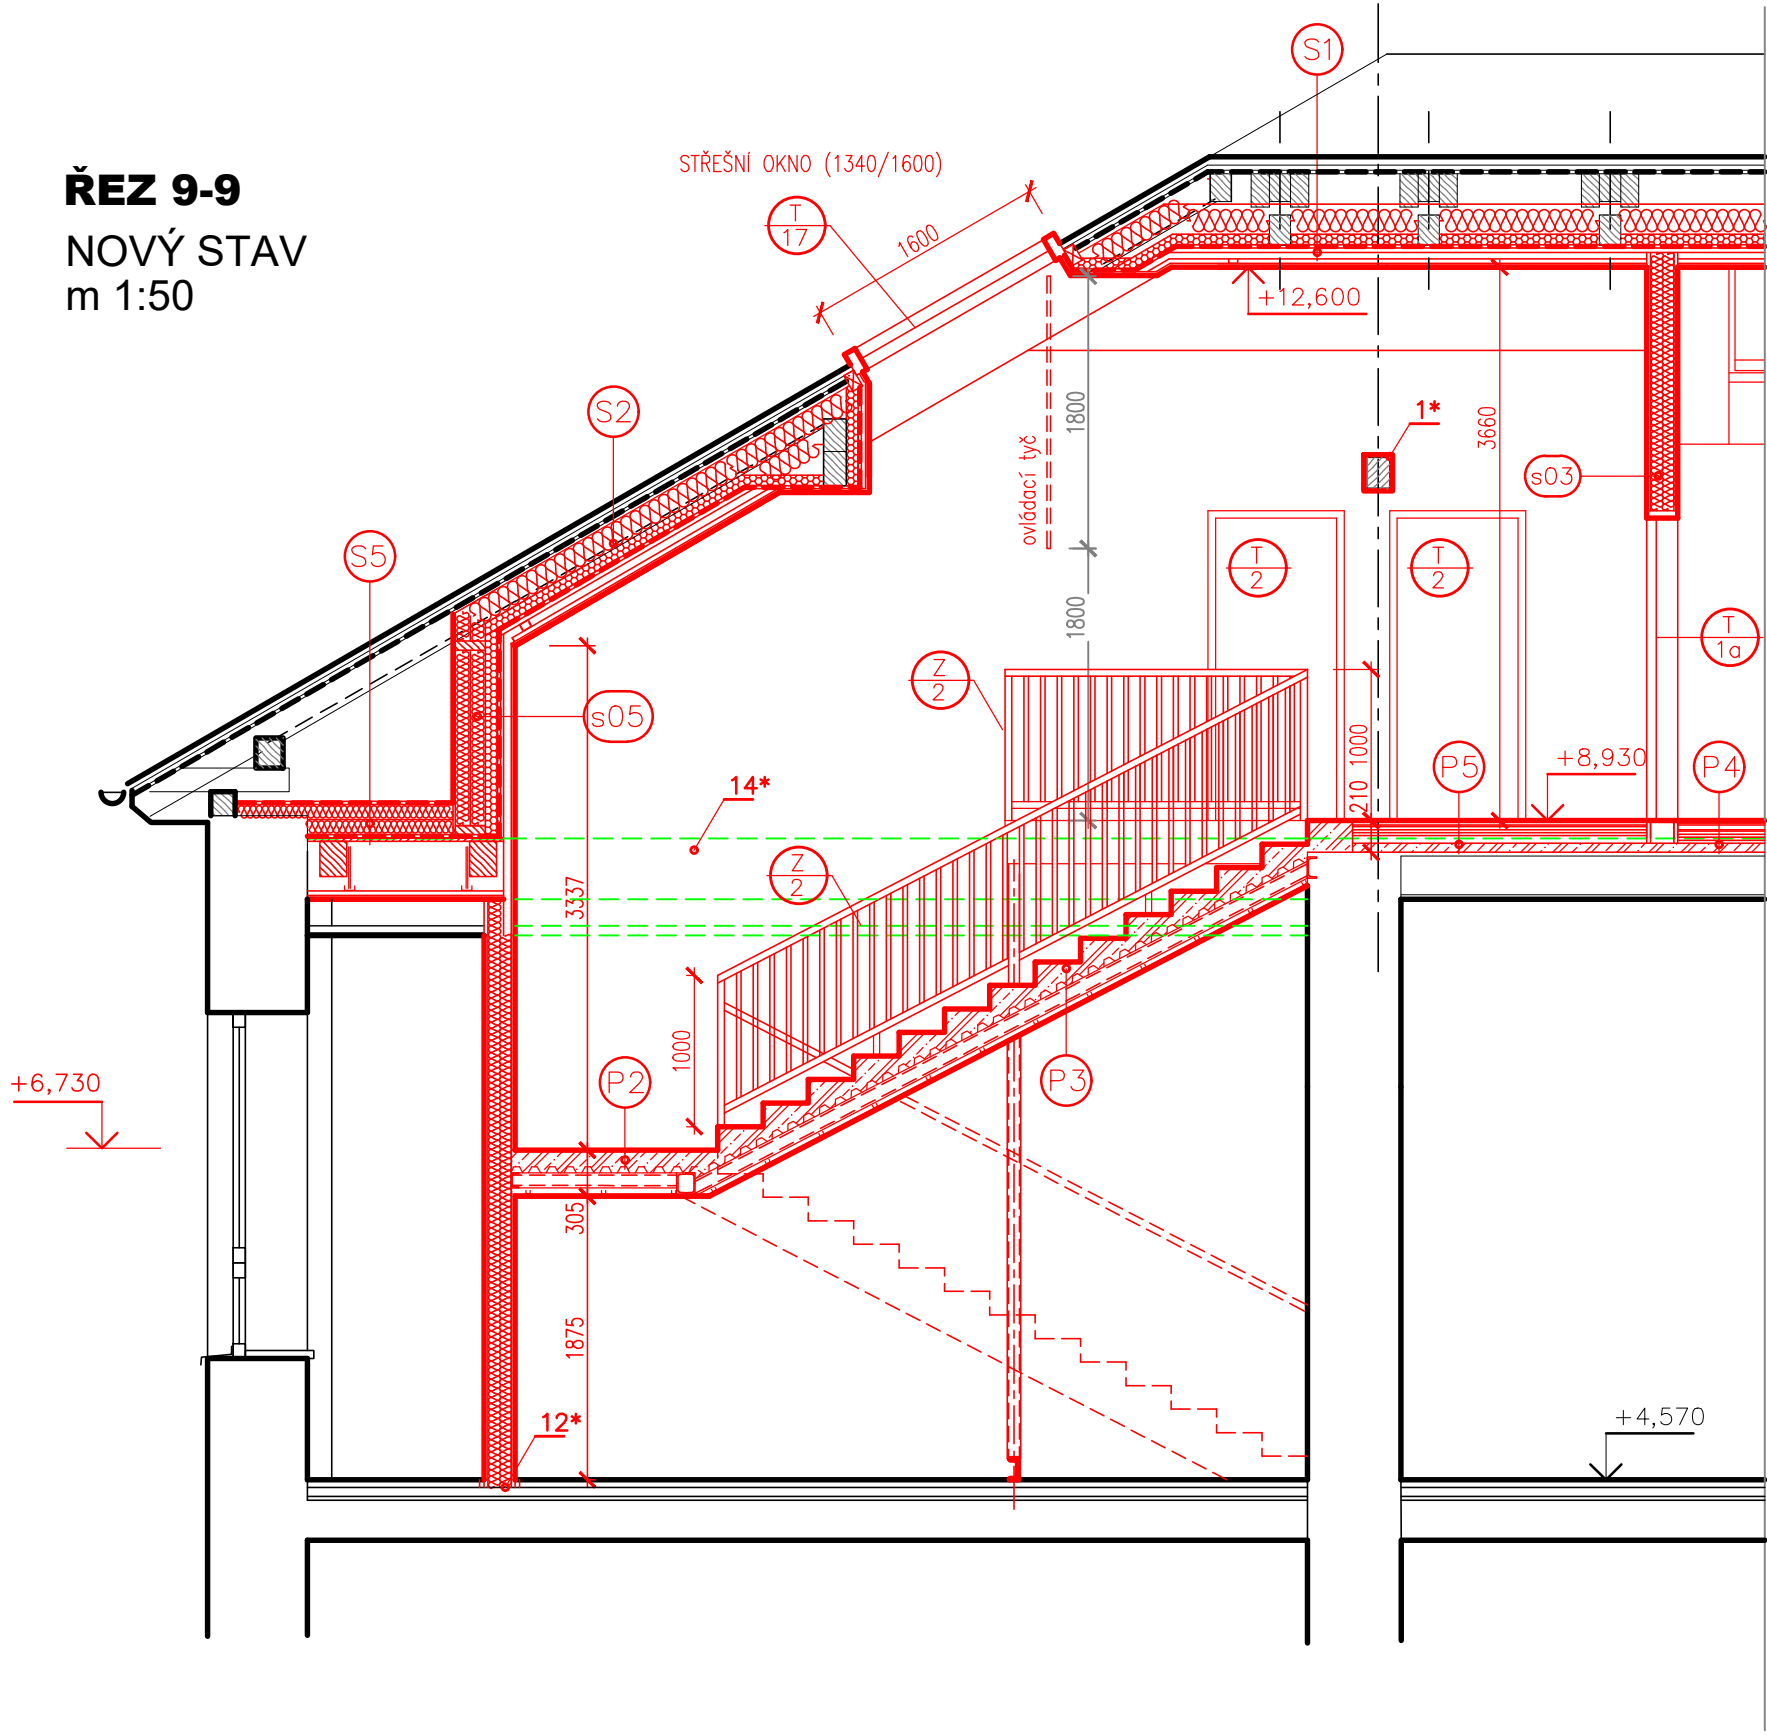 ŘEZ 9-9
NOVÝ STAV
m 1:50
S1
STŘEŠNÍ OKNO (1340/1600)
T
17
1600
+12,600
S2
1800
ovládací tyč
1*
3660
s03
S5
T
2
T
2
1800
T
1a
Z
2
s05
1000
210
P5
+8,930
P4
14*
Z
2
3337
1000
P2
P3
+6,730
305
1875
12*
+4,570